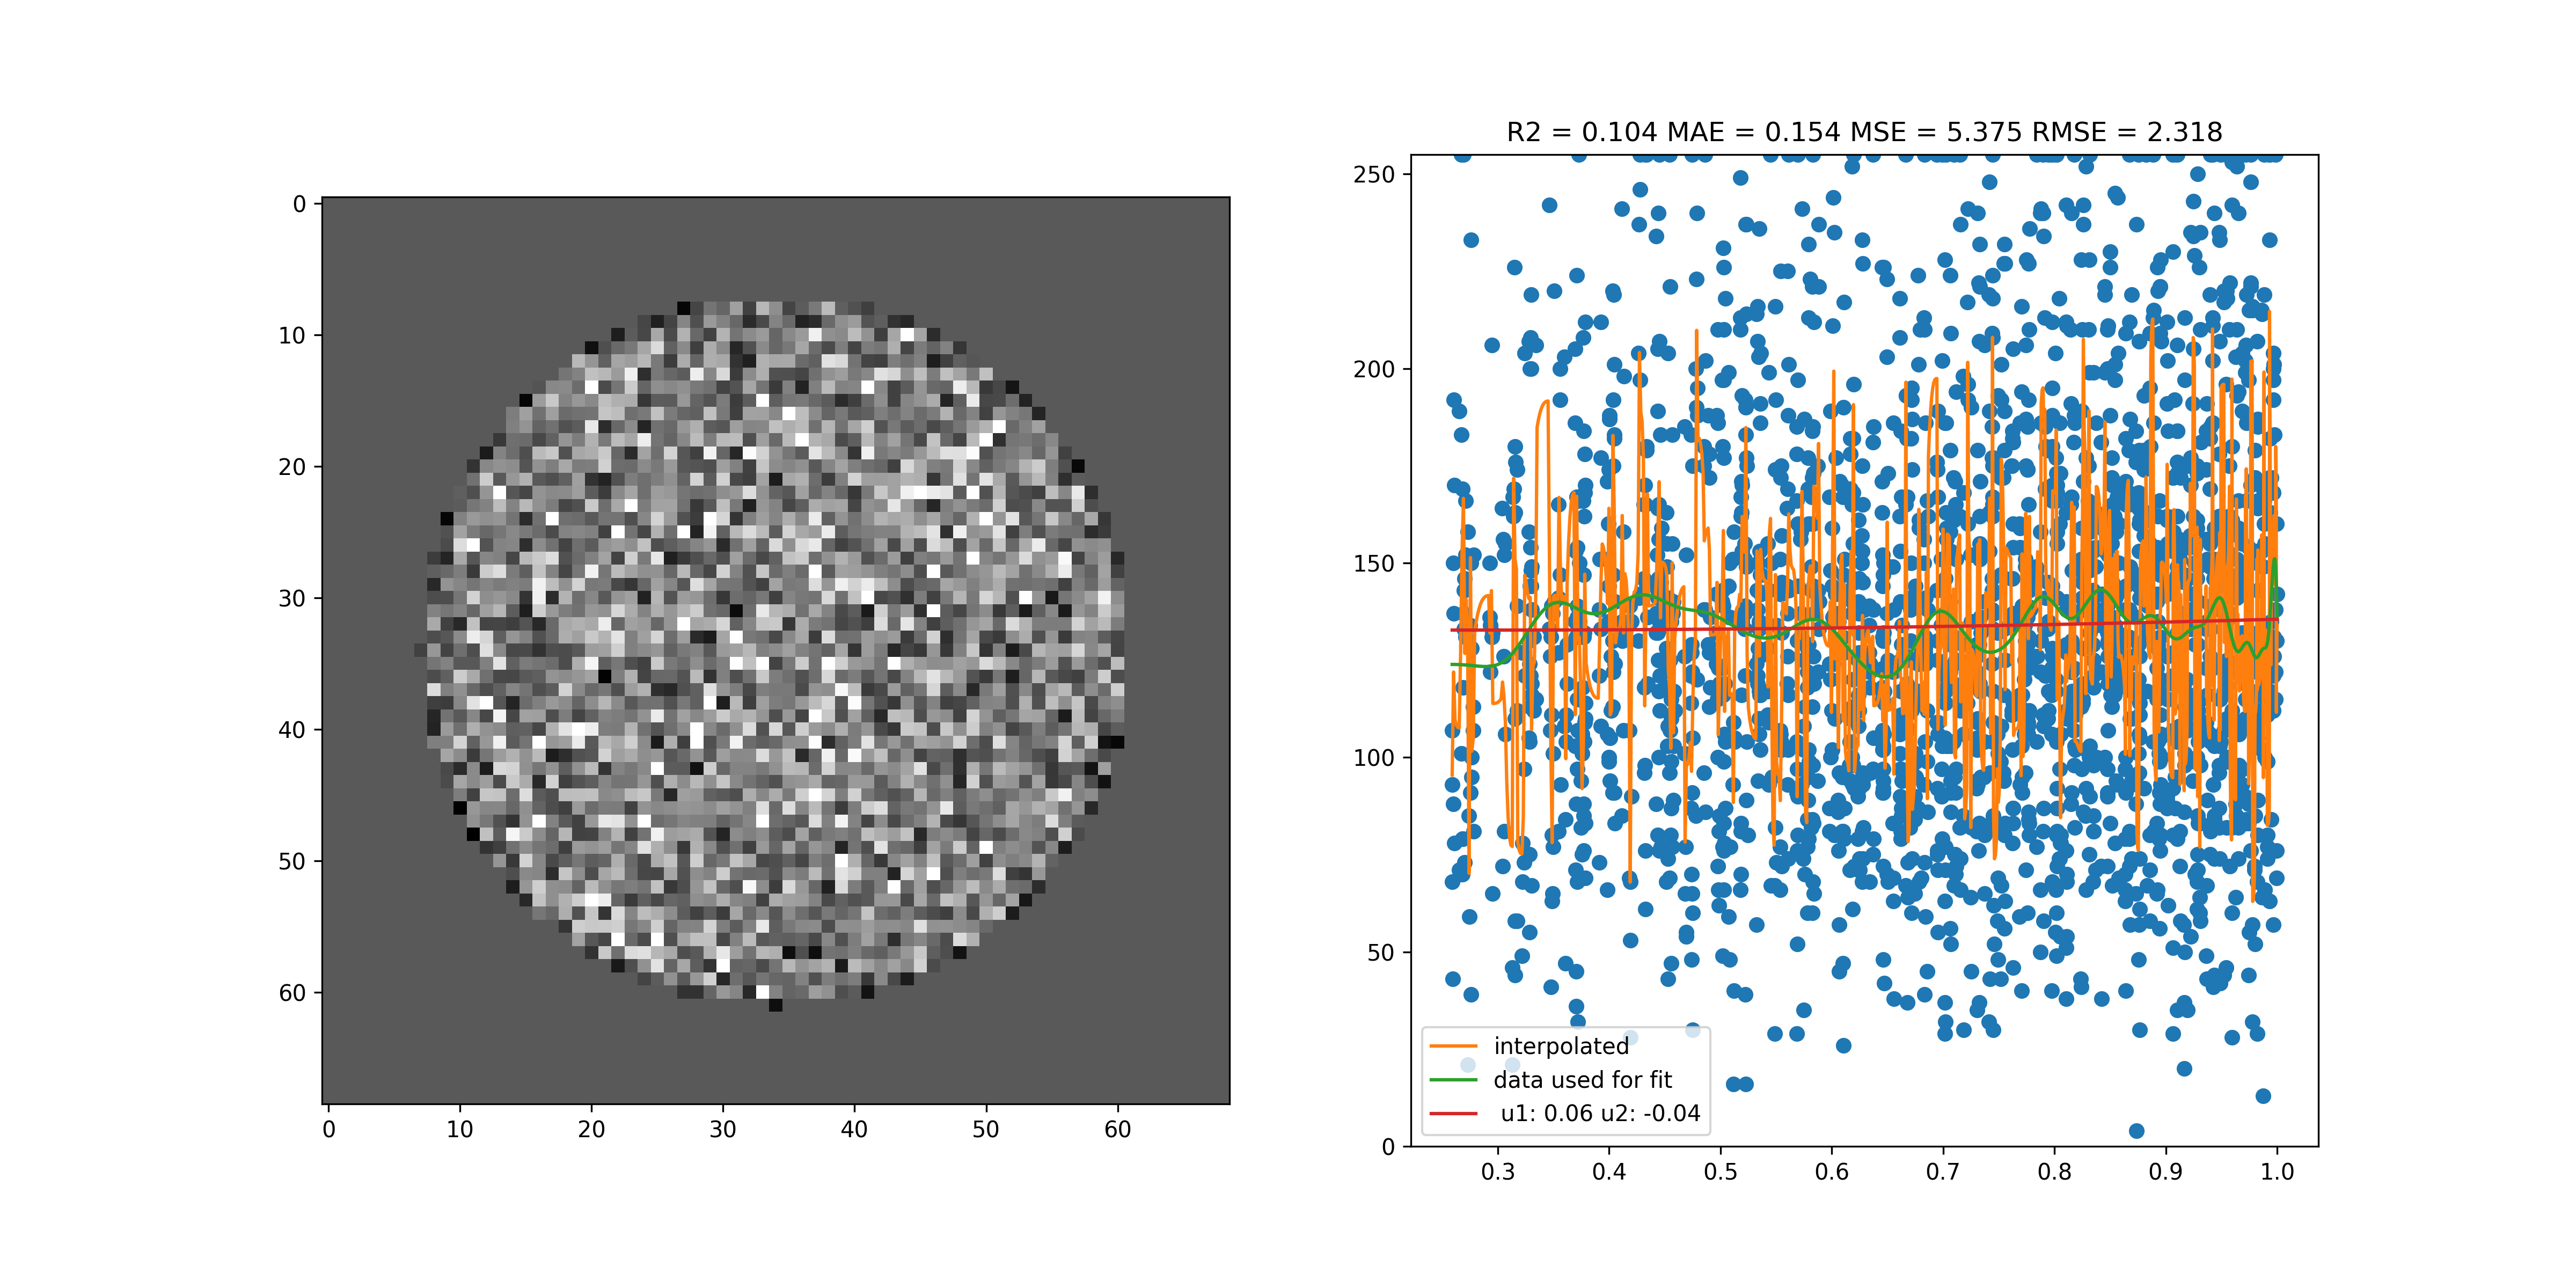 R2 = 0.104 MAE = 0.154 MSE = 5.375 RMSE = 2.318
0
10
20
30
40
50
60
0 10 20 30 40 50 60
250
200
150
100
50
0
0.3 0.4 0.5 0.6 0.7 0.8 0.9 1.0
interpolated
data used for fit
u1: 0.06 u2: -0.04